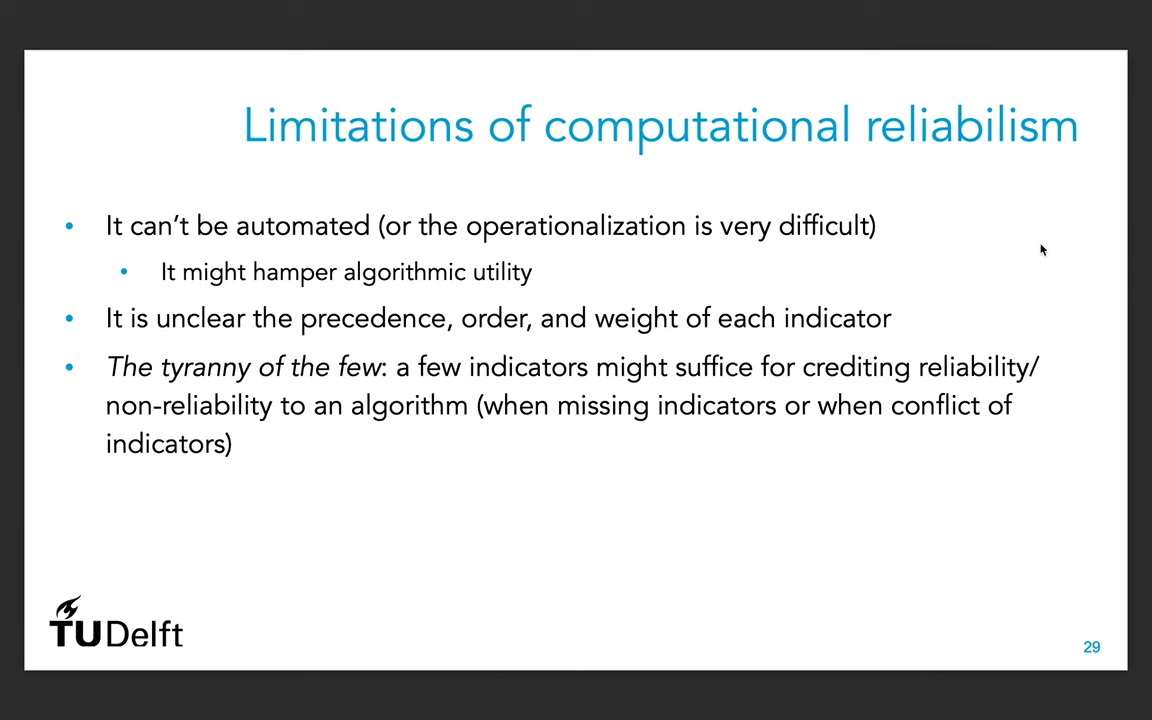 Limitations of computational reliabilism
• It can’t be automated (or the operationalization is very difficult)
• It might hamper algorithmic utility
• It is unclear the precedence, order, and weight of each indicator
• The tyranny of the few: a few indicators might suffice for crediting reliability/
non-reliability to an algorithm (when missing indicators or when conflict of
indicators)
TUDelft
29